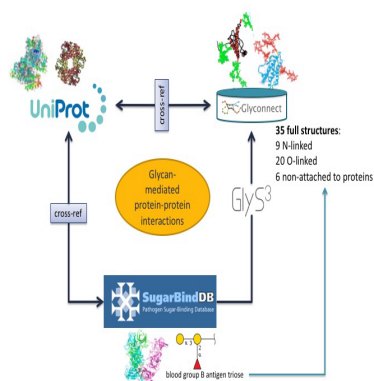 UniProt
cross-ref
Glyconnect
35 full structures:
9 N-linked
20 O-linked
6 non-attached to proteins
Glycan-
mediated
protein-protein
interactions
GlyS3
cross-ref
SugarBindDB
Pathogen Sugar-Binding Database
blood group B antigen triose